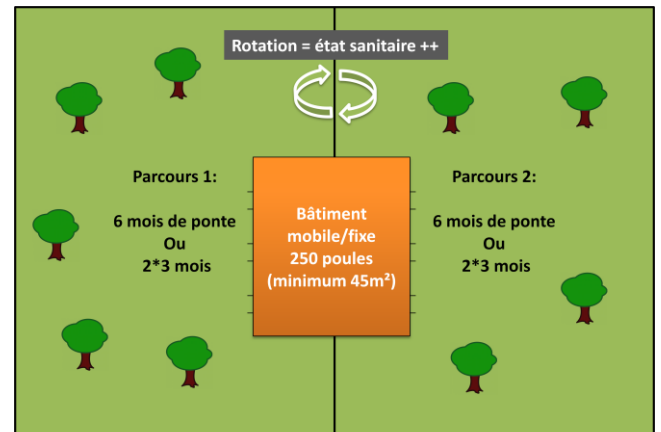 Rotation = état sanitaire ++
Parcours 1:
6 mois de ponte
Ou
2*3 mois
Bâtiment
mobile/fixe
250 poules
(minimum 45m²)
Parcours 2:
6 mois de ponte
Ou
2*3 mois